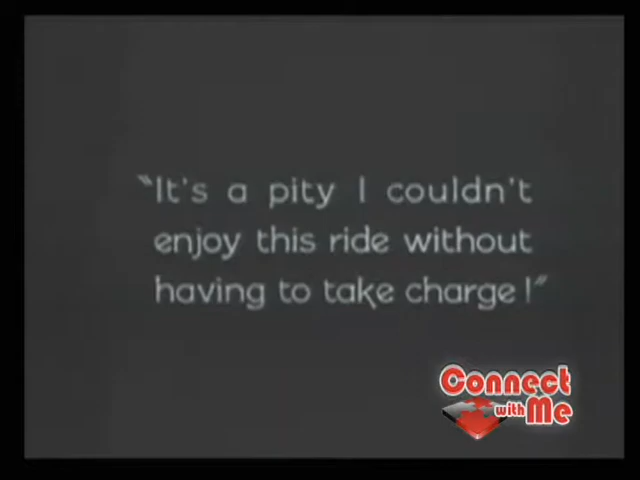 "It's a pity I couldn't
enjoy this ride without
having to take charge!"
Connect
with Me